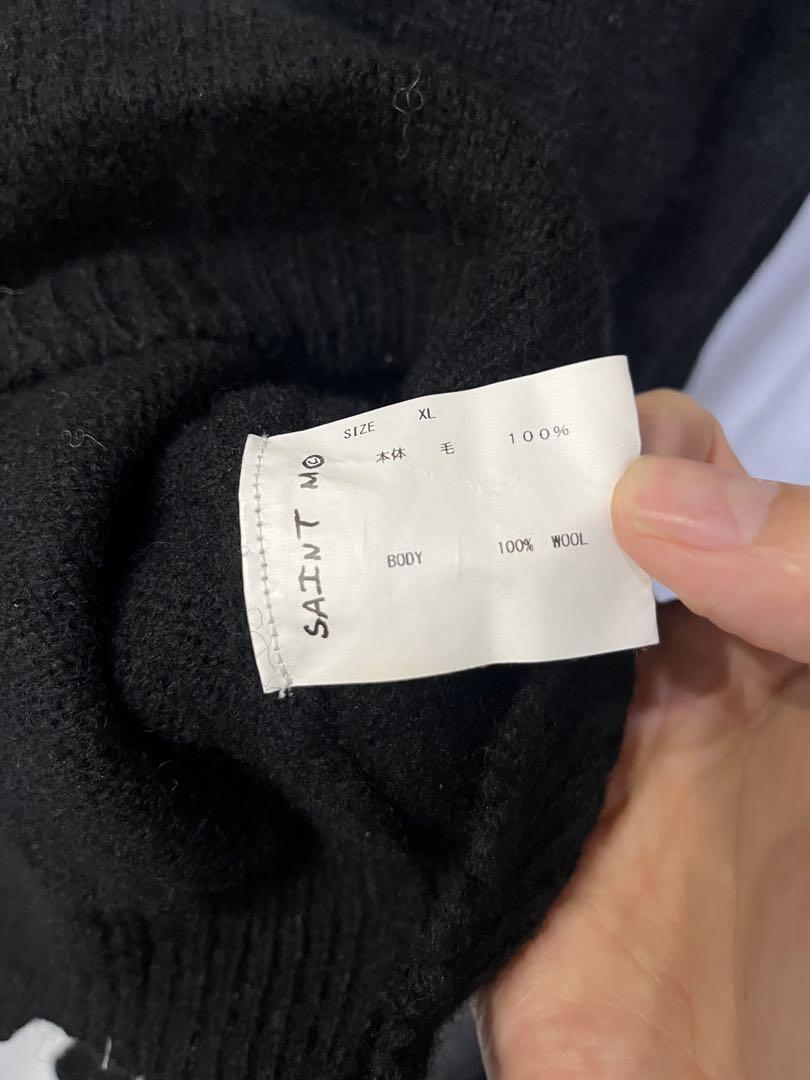 SIZE XL
本体 毛 100%
BODY 100% WOOL
SAINT M©